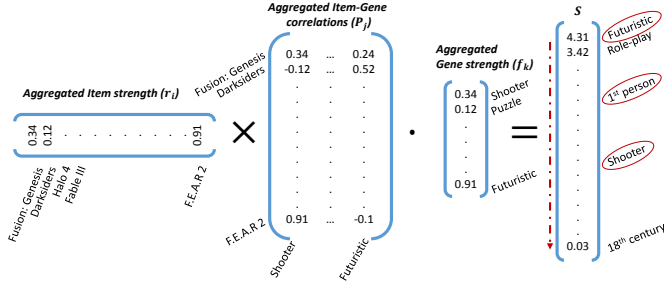 Aggregated Item-Gene
correlations (P_j)
S
Fusion: Genesis 0.34 ... 0.24
Darksiders -0.12 ... 0.52
. . .
. . .
. . .
. . .
. . .
. . .
. . .
. . .
F.E.A.R 2 0.91 ... -0.1
Shooter
Futuristic
Aggregated Item strength (r_i)
0.34 0.12 . . . . . . . . 0.91
Fusion: Genesis
Darksiders
Halo 4
Fable III
F.E.A.R 2
×
·
Aggregated
Gene strength (f_k)
0.34 Shooter
0.12 Puzzle
.
.
.
.
0.91 Futuristic
=
4.31 Futuristic
3.42 Role-play
.
.
1st person
.
.
Shooter
.
.
.
.
.
0.03 18th century